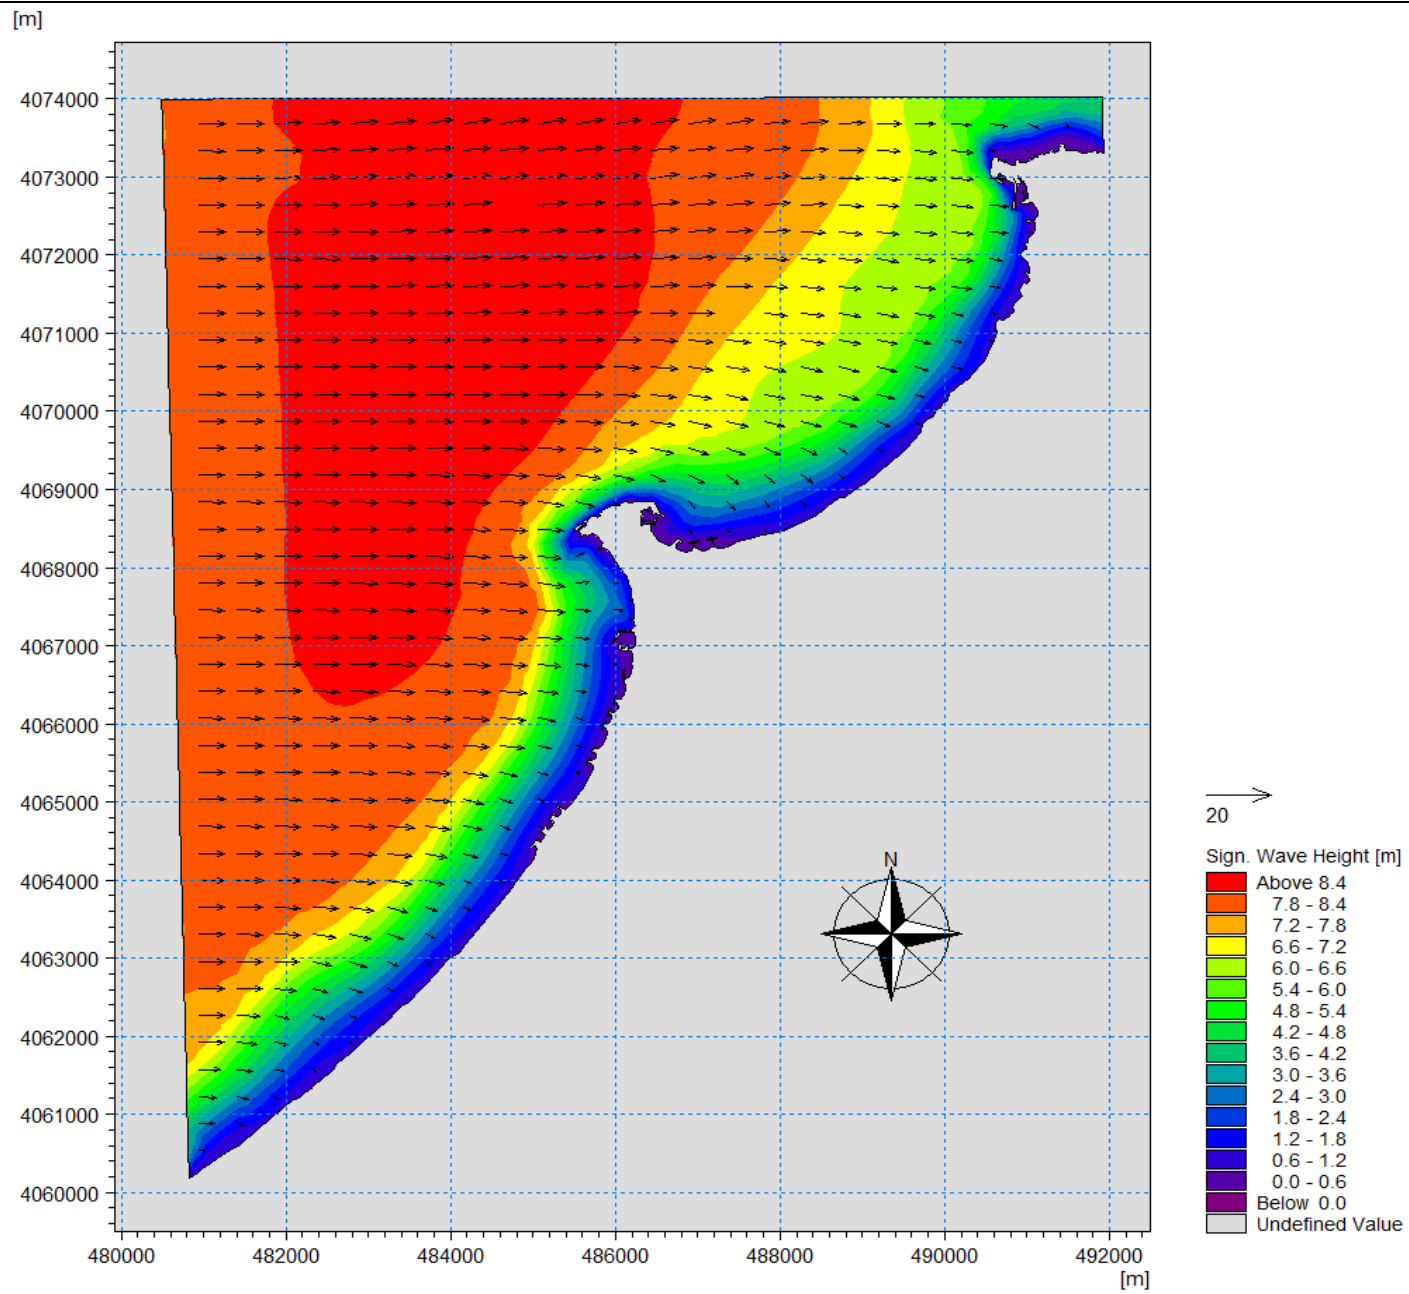 [m]
4074000
4073000
4072000
4071000
4070000
4069000
4068000
4067000
4066000
4065000
4064000
4063000
4062000
4061000
4060000
480000 482000 484000 486000 488000 490000 492000
[m]
N
20
Sign. Wave Height [m]
Above 8.4
7.8 - 8.4
7.2 - 7.8
6.6 - 7.2
6.0 - 6.6
5.4 - 6.0
4.8 - 5.4
4.2 - 4.8
3.6 - 4.2
3.0 - 3.6
2.4 - 3.0
1.8 - 2.4
1.2 - 1.8
0.6 - 1.2
0.0 - 0.6
Below 0.0
Undefined Value